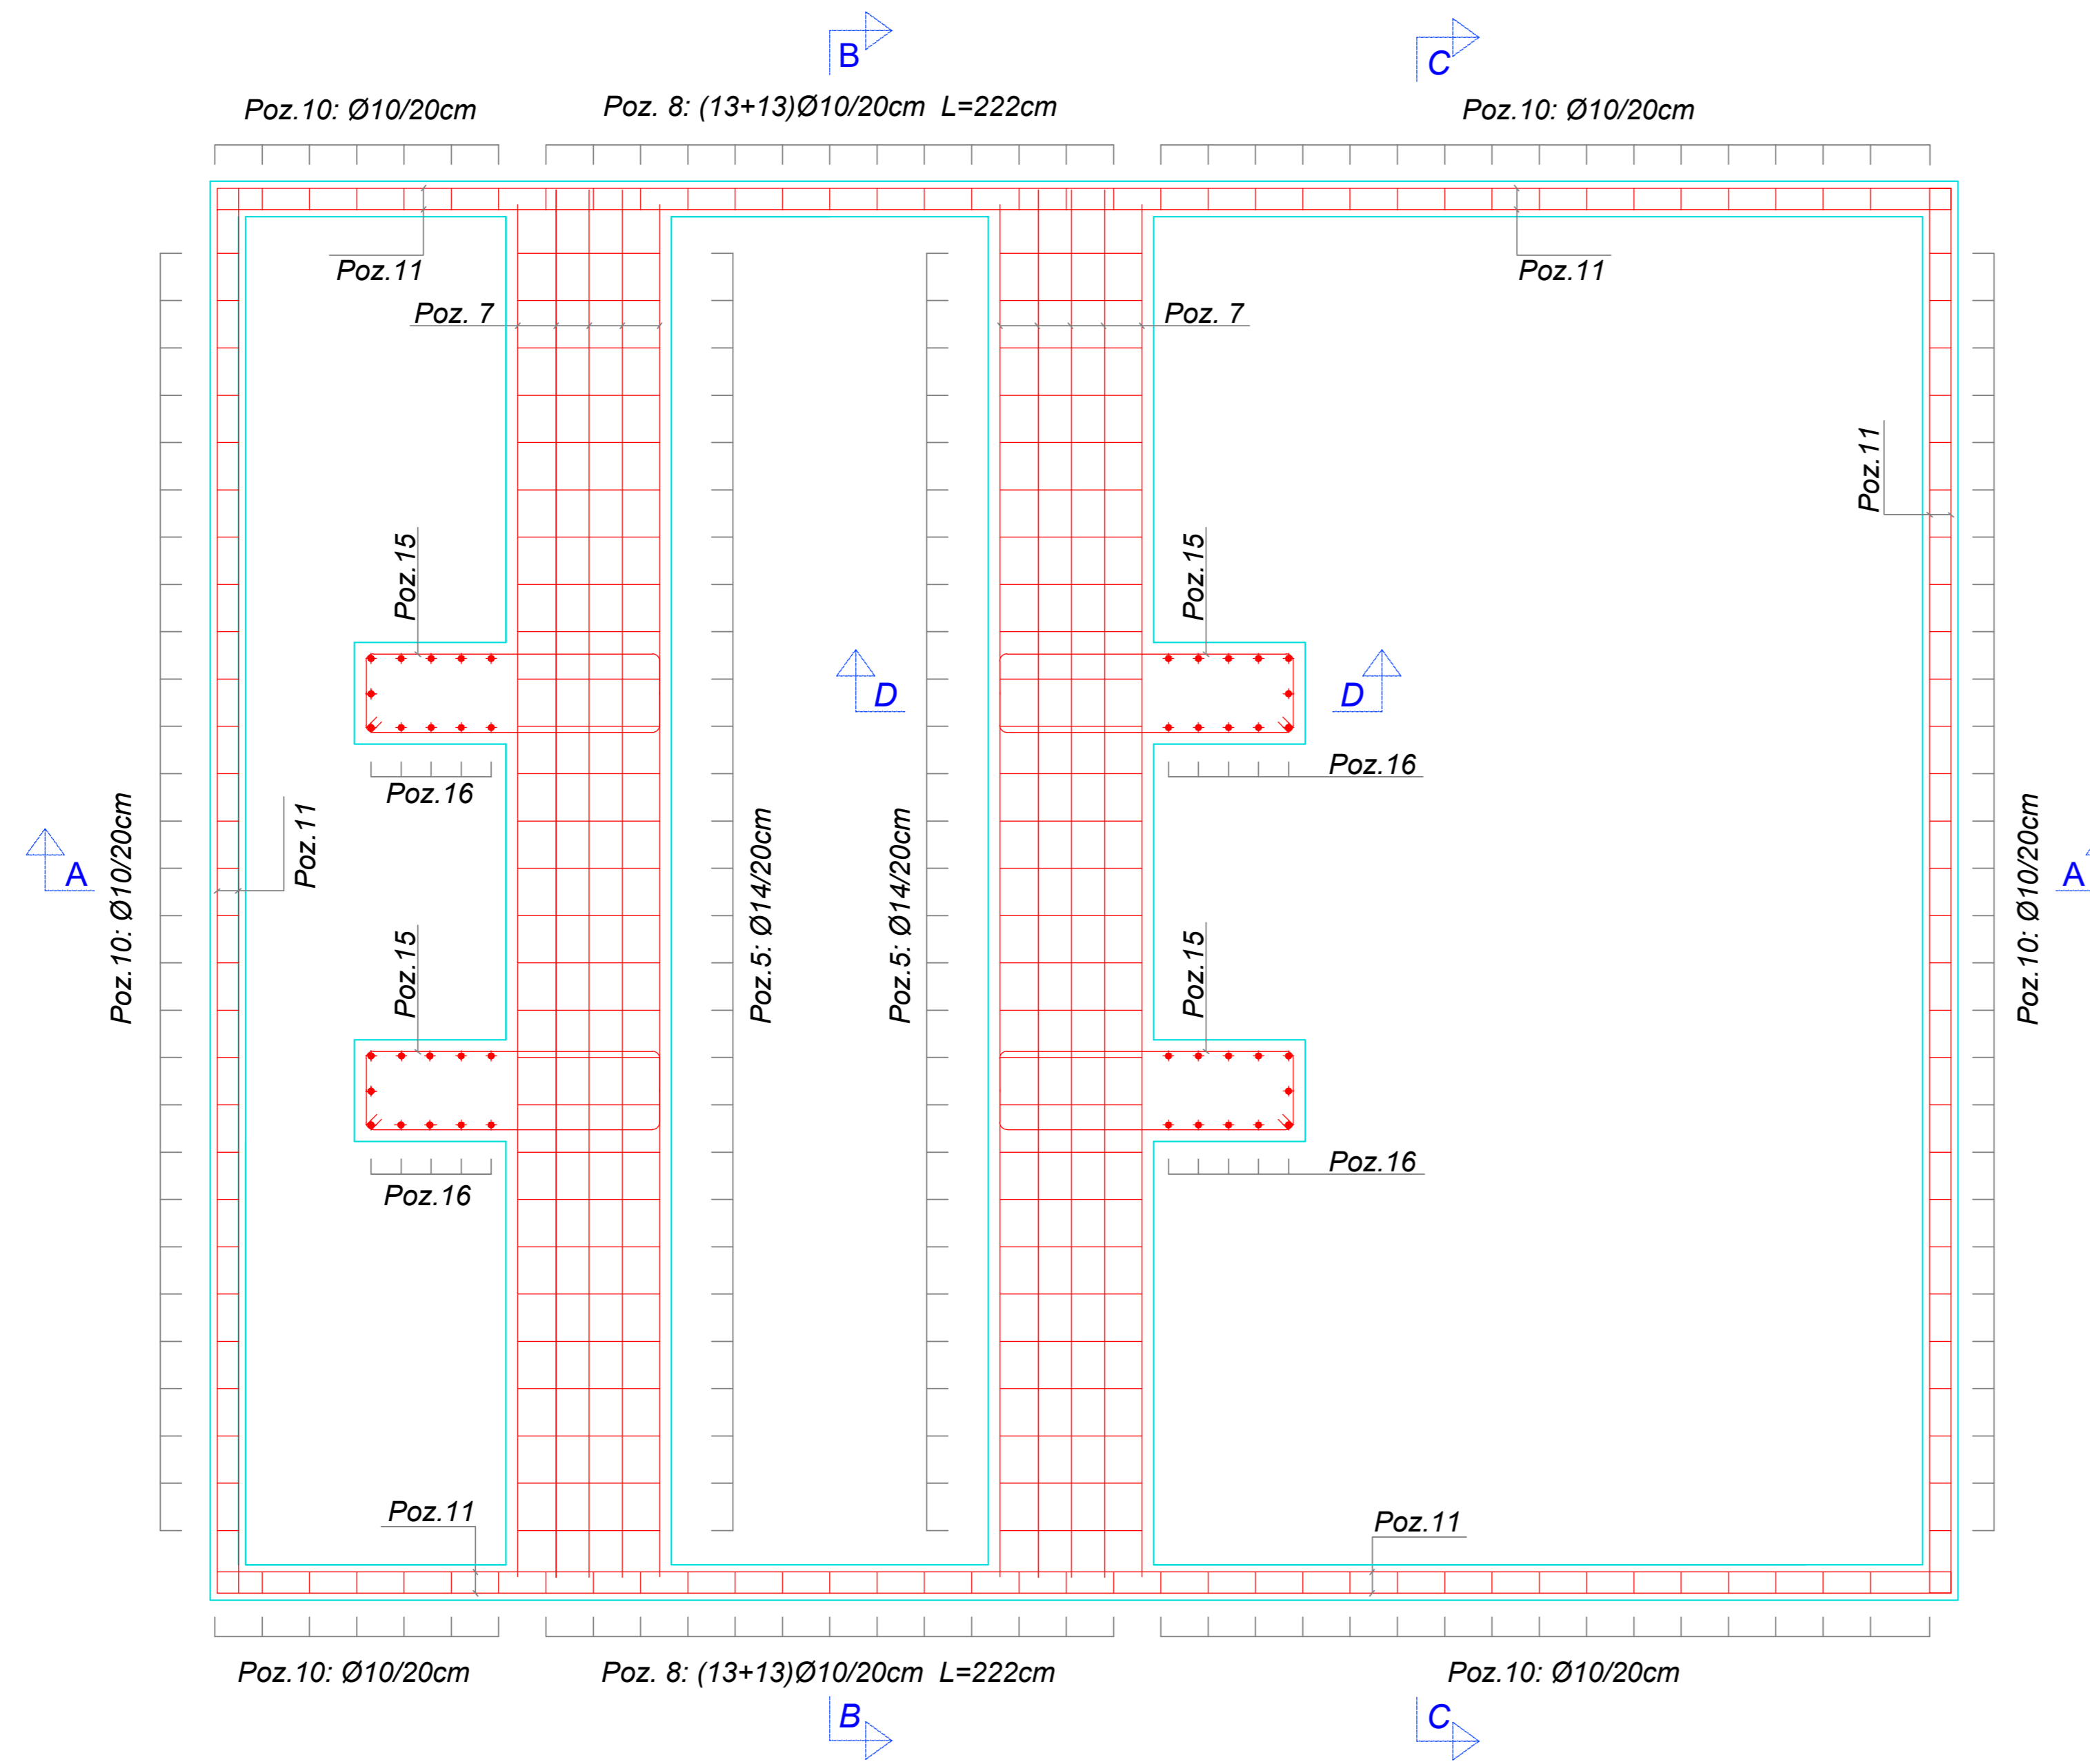 B
C
Poz.10: Ø10/20cm
Poz. 8: (13+13)Ø10/20cm L=222cm
Poz.10: Ø10/20cm
Poz.11
Poz.11
Poz. 7
Poz. 7
Poz.11
Poz.15
Poz.15
D
D
Poz.16
Poz.16
A
Poz.10: Ø10/20cm
Poz.11
Poz.5: Ø14/20cm
Poz.5: Ø14/20cm
Poz.10: Ø10/20cm
A
Poz.15
Poz.15
Poz.16
Poz.16
Poz.11
Poz.11
Poz.10: Ø10/20cm
Poz. 8: (13+13)Ø10/20cm L=222cm
Poz.10: Ø10/20cm
B
C